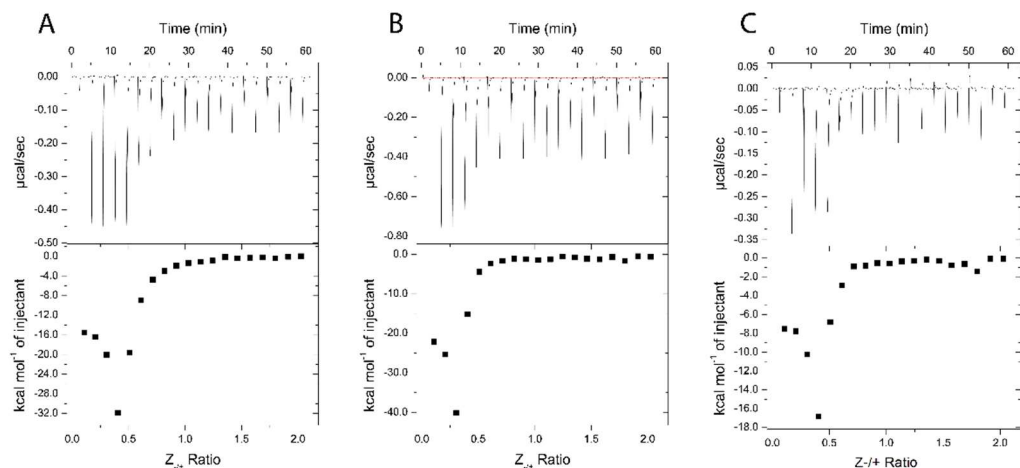 A
Time (min)
0 10 20 30 40 50 60
0.00
-0.10
-0.20
-0.30
-0.40
-0.50
µcal/sec
0.0
-4.0
-8.0
-12.0
-16.0
-20.0
-24.0
-28.0
-32.0
kcal mol⁻¹ of injectant
0.0 0.5 1.0 1.5 2.0
Z-/+ Ratio
B
Time (min)
0 10 20 30 40 50 60
0.00
-0.20
-0.40
-0.60
-0.80
µcal/sec
0.0
-10.0
-20.0
-30.0
-40.0
kcal mol⁻¹ of injectant
0.0 0.5 1.0 1.5 2.0
Z-/+ Ratio
C
Time (min)
0 10 20 30 40 50 60
0.05
0.00
-0.05
-0.10
-0.15
-0.20
-0.25
-0.30
-0.35
µcal/sec
0.0
-2.0
-4.0
-6.0
-8.0
-10.0
-12.0
-14.0
-16.0
-18.0
kcal mol⁻¹ of injectant
0.0 0.5 1.0 1.5 2.0
Z-/+ Ratio